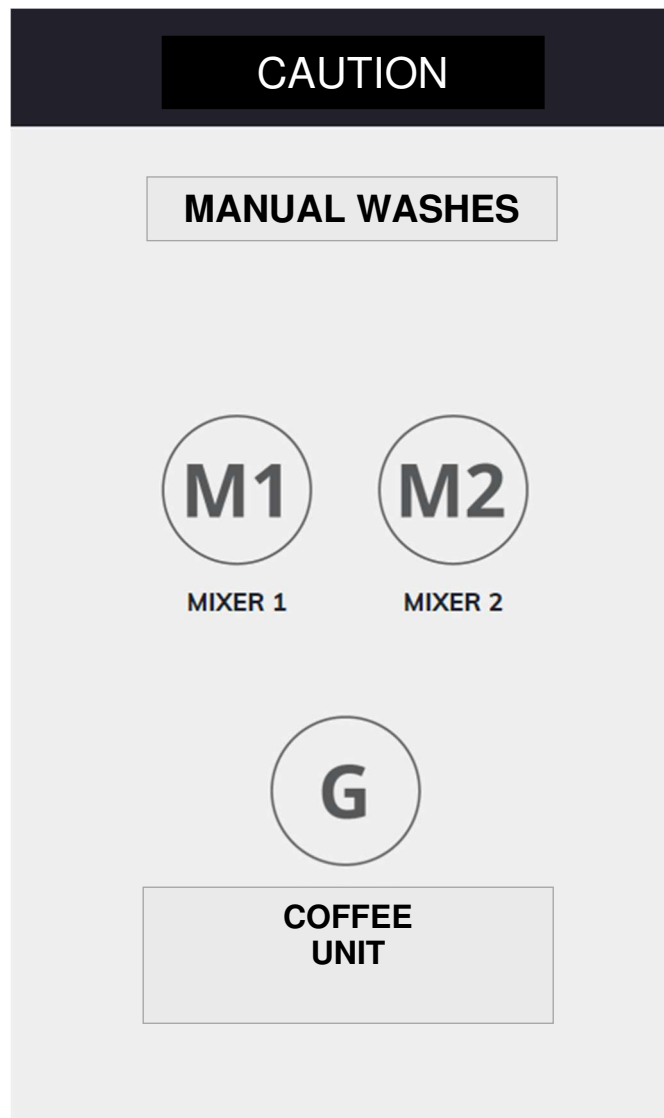 CAUTION
MANUAL WASHES
M1 M2
MIXER 1 MIXER 2
G
COFFEE
UNIT